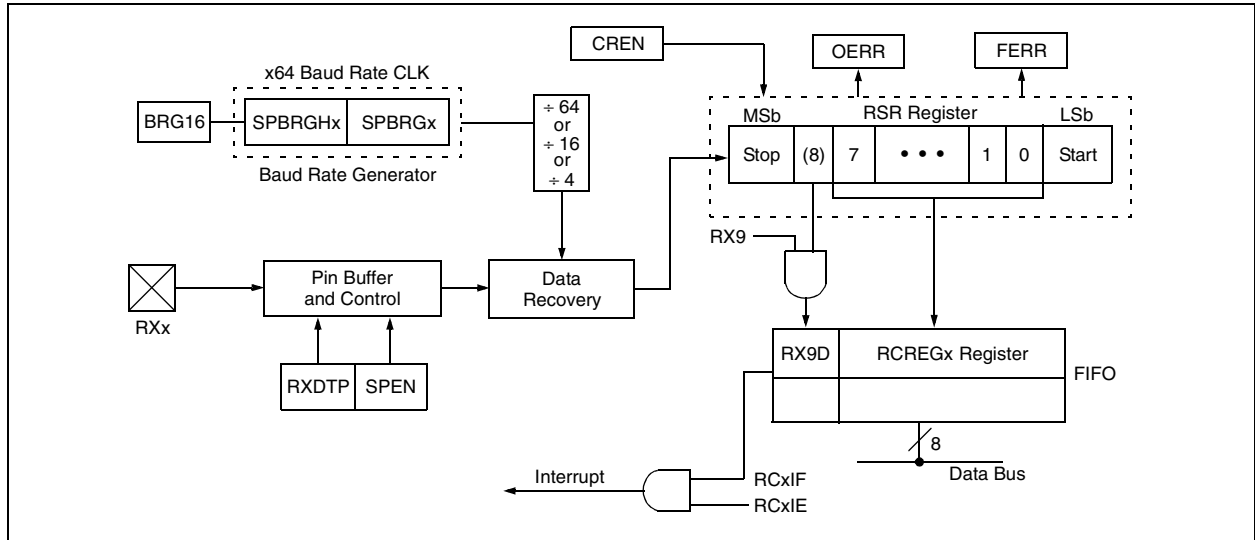 CREN
OERR
FERR
x64 Baud Rate CLK
BRG16
SPBRGHx
SPBRGx
Baud Rate Generator
÷ 64
or
÷ 16
or
÷ 4
MSb
RSR Register
LSb
Stop
(8)
7
• • •
1
0
Start
RX9
Pin Buffer
and Control
Data
Recovery
RXx
RXDTP
SPEN
RX9D
RCREGx Register
FIFO
8
Data Bus
Interrupt
RCxIF
RCxIE